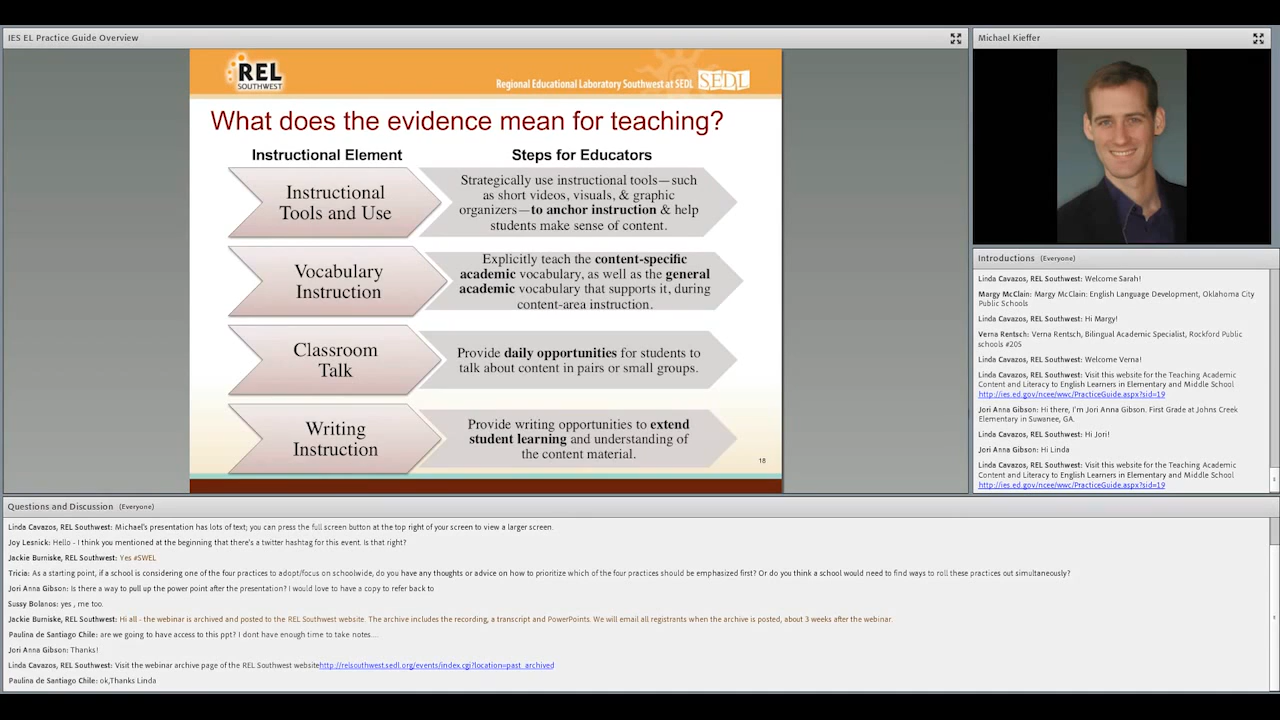 IES EL Practice Guide Overview
REL
SOUTHWEST
Regional Educational Laboratory Southwest at SEDL
SEDL
What does the evidence mean for teaching?
Instructional Element
Steps for Educators
Instructional
Tools and Use
Strategically use instructional tools—such
as short videos, visuals, & graphic
organizers—to anchor instruction & help
students make sense of content.
Vocabulary
Instruction
Explicitly teach the content-specific
academic vocabulary, as well as the general
academic vocabulary that supports it, during
content-area instruction.
Classroom
Talk
Provide daily opportunities for students to
talk about content in pairs or small groups.
Writing
Instruction
Provide writing opportunities to extend
student learning and understanding of
the content material.
18
Michael Kieffer
Introductions (Everyone)
Linda Cavazos, REL Southwest: Welcome Sarah!
Margy McClain: Margy McClain: English Language Development, Oklahoma City
Public Schools
Linda Cavazos, REL Southwest: Hi Margy!
Verna Rentsch: Verna Rentsch, Bilingual Academic Specialist, Rockford Public
schools #205
Linda Cavazos, REL Southwest: Welcome Verna!
Linda Cavazos, REL Southwest: Visit this website for the Teaching Academic
Content and Literacy to English Learners in Elementary and Middle School
http://ies.ed.gov/ncee/wwc/PracticeGuide.aspx?sid=19
Jori Anna Gibson: Hi there, I'm Jori Anna Gibson. First Grade at Johns Creek
Elementary in Suwanee, GA.
Linda Cavazos, REL Southwest: Hi Jori!
Jori Anna Gibson: Hi Linda
Linda Cavazos, REL Southwest: Visit this website for the Teaching Academic
Content and Literacy to English Learners in Elementary and Middle School
http://ies.ed.gov/ncee/wwc/PracticeGuide.aspx?sid=19
Questions and Discussion (Everyone)
Linda Cavazos, REL Southwest: Michael's presentation has lots of text; you can press the full screen button at the top right of your screen to view a larger screen.
Joy Lesnick: Hello - I think you mentioned at the beginning that there's a twitter hashtag for this event. Is that right?
Jackie Burniske, REL Southwest: Yes #SWEL
Tricia: As a starting point, if a school is considering one of the four practices to adopt/focus on schoolwide, do you have any thoughts or advice on how to prioritize which of the four practices should be emphasized first? Or do you think a school would need to find ways to roll these practices out simultaneously?
Jori Anna Gibson: Is there a way to pull up the power point after the presentation? I would love to have a copy to refer back to
Sussy Bolanos: yes , me too.
Jackie Burniske, REL Southwest: Hi all - the webinar is archived and posted to the REL Southwest website. The archive includes the recording, a transcript and PowerPoints. We will email all registrants when the archive is posted, about 3 weeks after the webinar.
Paulina de Santiago Chile: are we going to have access to this ppt? I dont have enough time to take notes....
Jori Anna Gibson: Thanks!
Linda Cavazos, REL Southwest: Visit the webinar archive page of the REL Southwest websitehttp://relsouthwest.sedl.org/events/index.cgi?location=past_archived
Paulina de Santiago Chile: ok,Thanks Linda